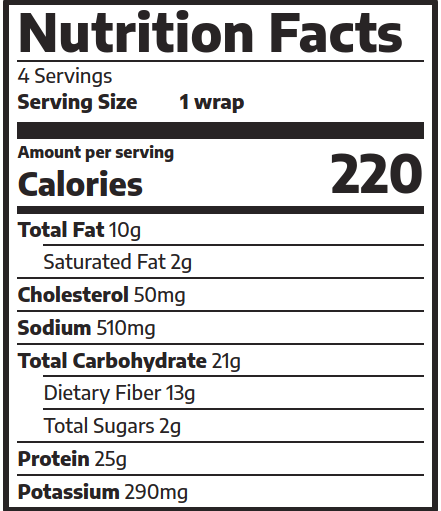 Nutrition Facts
4 Servings
Serving Size 1 wrap
Amount per serving
Calories 220
Total Fat 10g
Saturated Fat 2g
Cholesterol 50mg
Sodium 510mg
Total Carbohydrate 21g
Dietary Fiber 13g
Total Sugars 2g
Protein 25g
Potassium 290mg